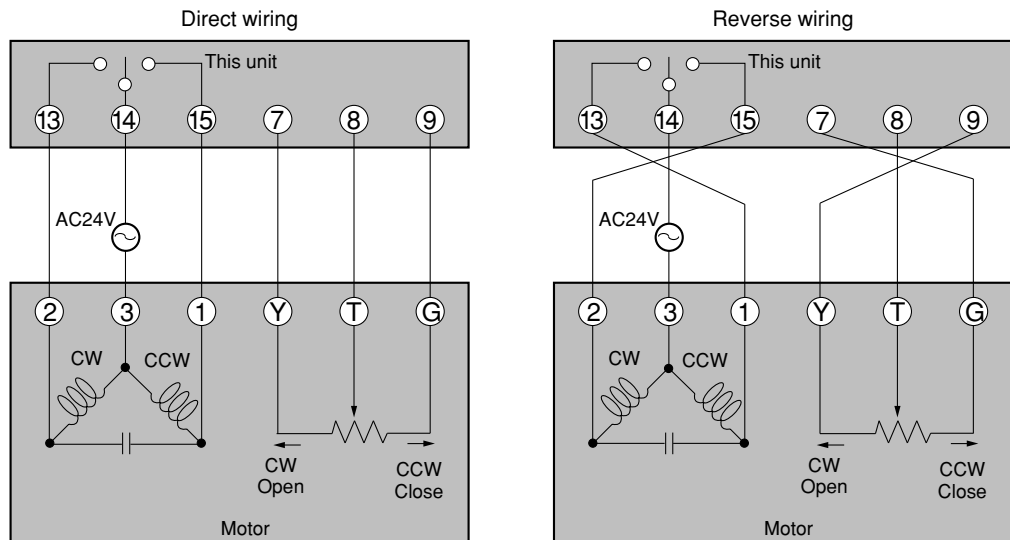 Direct wiring
This unit
13 14 15 7 8 9
AC24V
2 3 1 Y T G
CW CCW
CW
Open
CCW
Close
Motor
Reverse wiring
This unit
13 14 15 7 8 9
AC24V
2 3 1 Y T G
CW CCW
CW
Open
CCW
Close
Motor